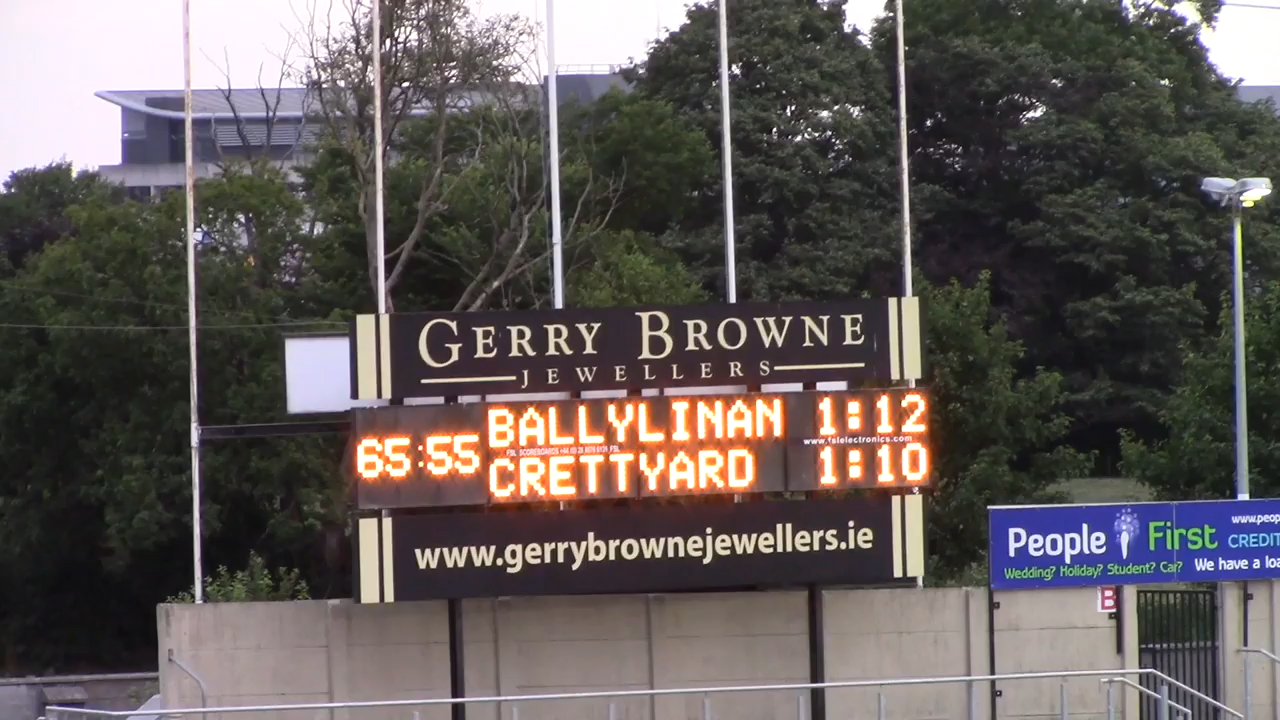 GERRY BROWNE
JEWELLERS
65:55
BALLYLINAN 1:12
www.fslelectronics.com
CRETTYARD 1:10
www.gerrybrownejewellers.ie
People First
Wedding? Holiday? Student? Car?
www.peop
CREDIT
We have a loa
B